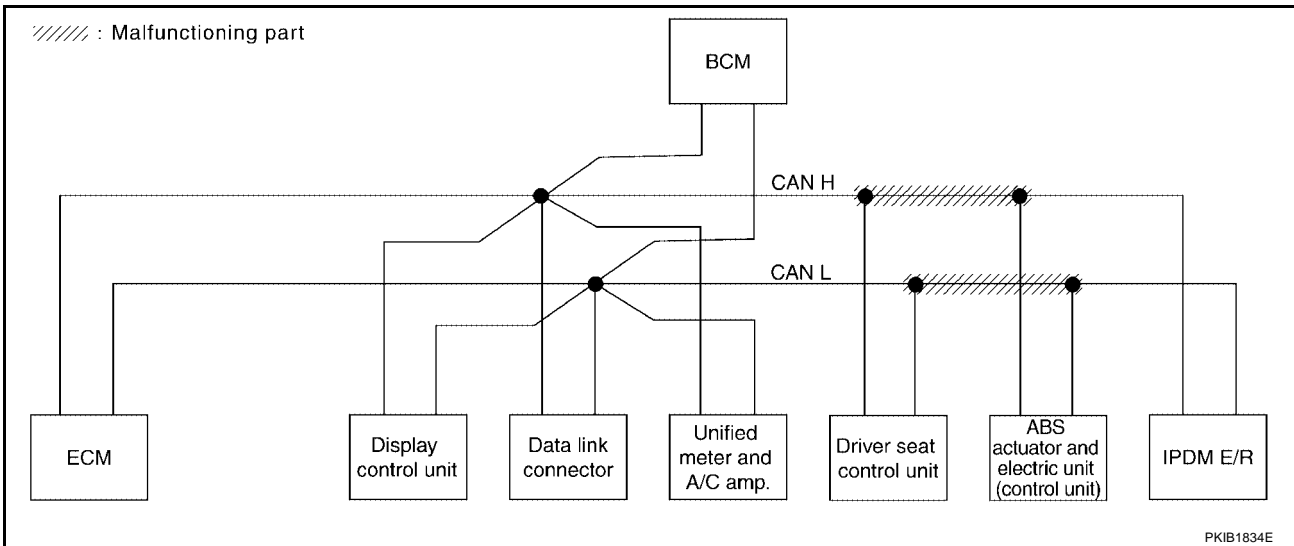 : Malfunctioning part
BCM
CAN H
CAN L
ECM
Display
control unit
Data link
connector
Unified
meter and
A/C amp.
Driver seat
control unit
ABS
actuator and
electric unit
(control unit)
IPDM E/R
PKIB1834E